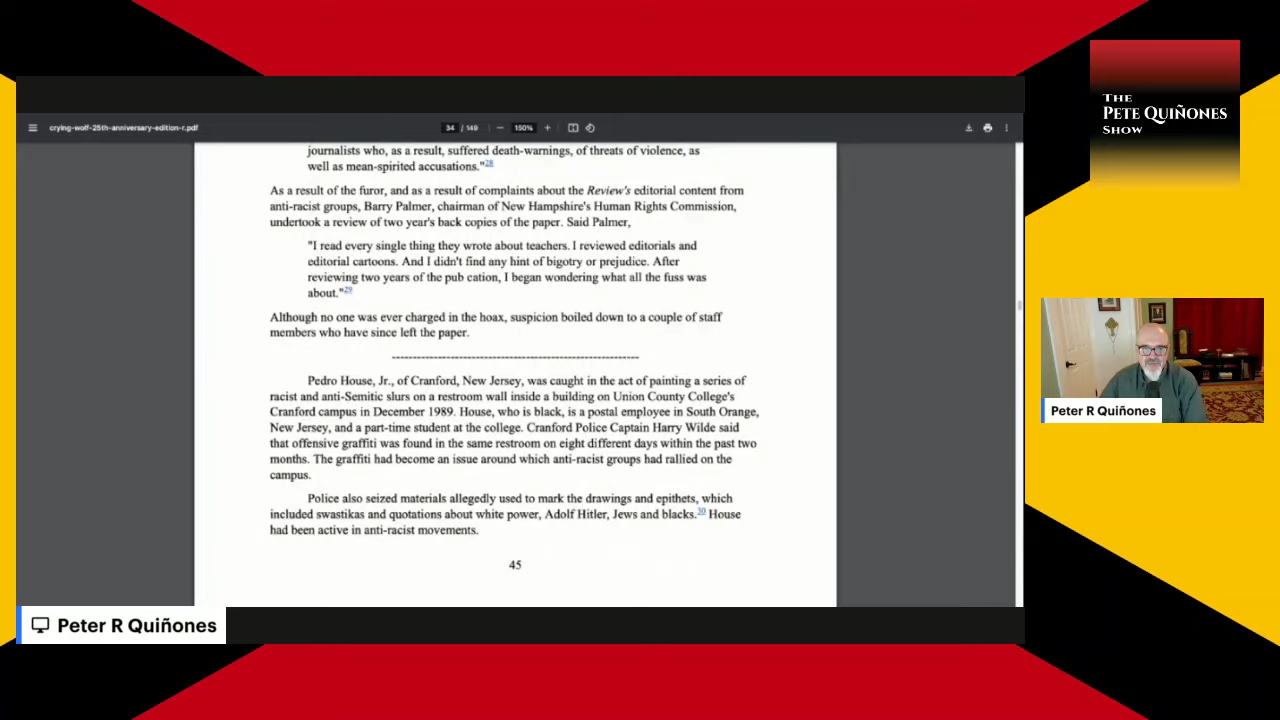 THE
PETE QUIÑONES
SHOW
crying-wolf-25th-anniversary-edition-r.pdf
34 / 149
150%
journalists who, as a result, suffered death-warnings, of threats of violence, as
well as mean-spirited accusations."28
As a result of the furor, and as a result of complaints about the Review's editorial content from
anti-racist groups, Barry Palmer, chairman of New Hampshire's Human Rights Commission,
undertook a review of two year's back copies of the paper. Said Palmer,
"I read every single thing they wrote about teachers. I reviewed editorials and
editorial cartoons. And I didn't find any hint of bigotry or prejudice. After
reviewing two years of the pub cation, I began wondering what all the fuss was
about."29
Although no one was ever charged in the hoax, suspicion boiled down to a couple of staff
members who have since left the paper.
------------------------------------------------------------
Pedro House, Jr., of Cranford, New Jersey, was caught in the act of painting a series of
racist and anti-Semitic slurs on a restroom wall inside a building on Union County College's
Cranford campus in December 1989. House, who is black, is a postal employee in South Orange,
New Jersey, and a part-time student at the college. Cranford Police Captain Harry Wilde said
that offensive graffiti was found in the same restroom on eight different days within the past two
months. The graffiti had become an issue around which anti-racist groups had rallied on the
campus.
Police also seized materials allegedly used to mark the drawings and epithets, which
included swastikas and quotations about white power, Adolf Hitler, Jews and blacks.30 House
had been active in anti-racist movements.
45
Peter R Quiñones
Peter R Quiñones